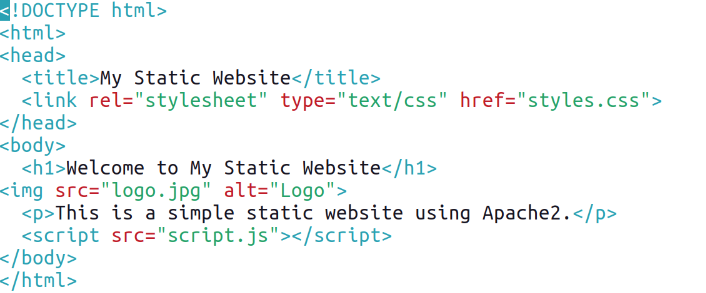 <!DOCTYPE html>
<html>
<head>
  <title>My Static Website</title>
  <link rel="stylesheet" type="text/css" href="styles.css">
</head>
<body>
  <h1>Welcome to My Static Website</h1>
<img src="logo.jpg" alt="Logo">
  <p>This is a simple static website using Apache2.</p>
  <script src="script.js"></script>
</body>
</html>